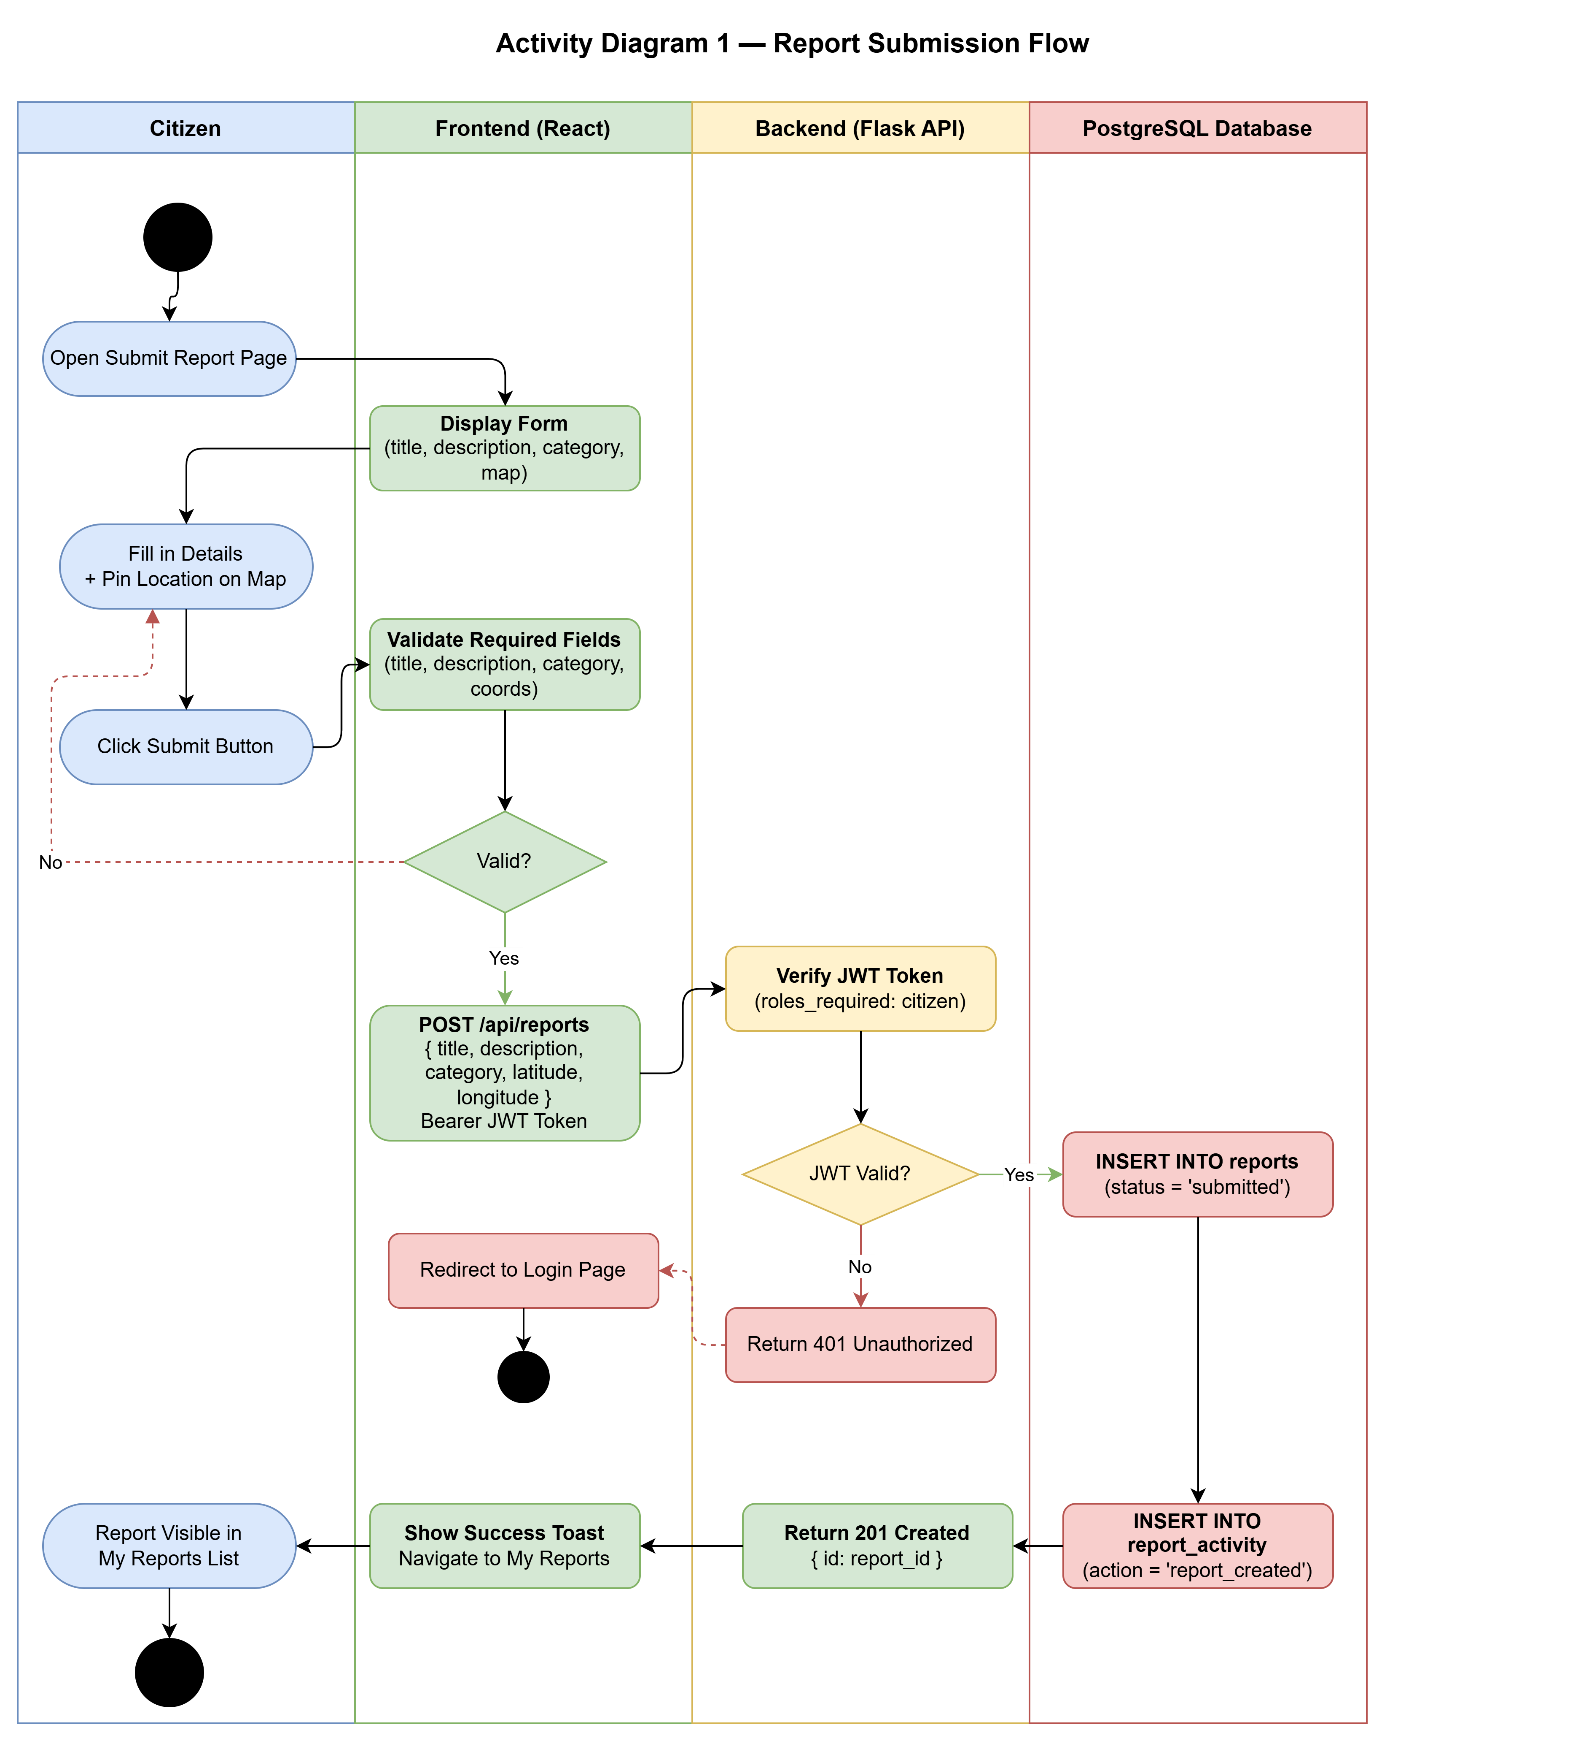 Activity Diagram 1 — Report Submission Flow
Citizen
Frontend (React)
Backend (Flask API)
PostgreSQL Database
Open Submit Report Page
Display Form
(title, description, category,
map)
Fill in Details
+ Pin Location on Map
Validate Required Fields
(title, description, category,
coords)
Click Submit Button
Valid?
No
Yes
Verify JWT Token
(roles_required: citizen)
POST /api/reports
{ title, description,
category, latitude,
longitude }
Bearer JWT Token
JWT Valid?
Yes
INSERT INTO reports
(status = 'submitted')
No
Redirect to Login Page
Return 401 Unauthorized
Report Visible in
My Reports List
Show Success Toast
Navigate to My Reports
Return 201 Created
{ id: report_id }
INSERT INTO
report_activity
(action = 'report_created')